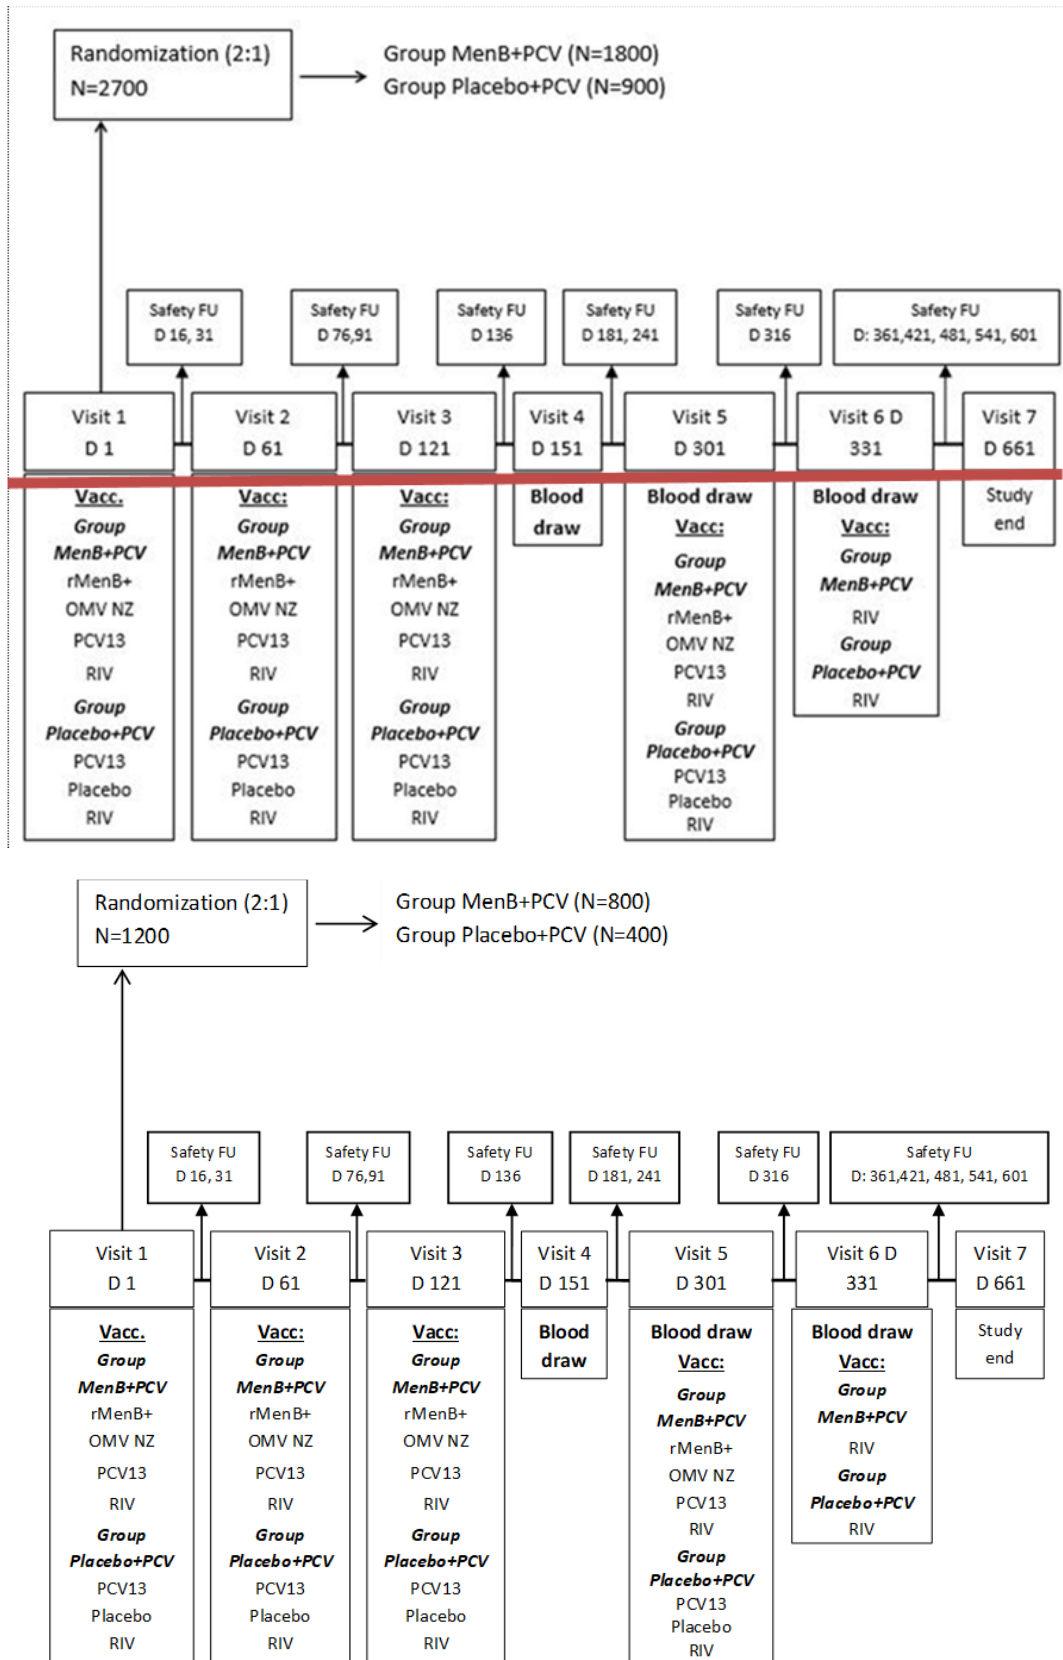 Randomization (2:1)
N=2700
Group MenB+PCV (N=1800)
Group Placebo+PCV (N=900)
Safety FU
D 16, 31
Safety FU
D 76,91
Safety FU
D 136
Safety FU
D 181, 241
Safety FU
D 316
Safety FU
D: 361,421, 481, 541, 601
Visit 1
D 1
Visit 2
D 61
Visit 3
D 121
Visit 4
D 151
Visit 5
D 301
Visit 6 D
331
Visit 7
D 661
Vacc.
Group
MenB+PCV
rMenB+
OMV NZ
PCV13
RIV
Group
Placebo+PCV
PCV13
Placebo
RIV
Vacc:
Group
MenB+PCV
rMenB+
OMV NZ
PCV13
RIV
Group
Placebo+PCV
PCV13
Placebo
RIV
Vacc:
Group
MenB+PCV
rMenB+
OMV NZ
PCV13
RIV
Group
Placebo+PCV
PCV13
Placebo
RIV
Blood
draw
Blood draw
Vacc:
Group
MenB+PCV
rMenB+
OMV NZ
PCV13
RIV
Group
Placebo+PCV
PCV13
Placebo
RIV
Blood draw
Vacc:
Group
MenB+PCV
RIV
Group
Placebo+PCV
RIV
Study
end
Randomization (2:1)
N=1200
Group MenB+PCV (N=800)
Group Placebo+PCV (N=400)
Safety FU
D 16, 31
Safety FU
D 76,91
Safety FU
D 136
Safety FU
D 181, 241
Safety FU
D 316
Safety FU
D: 361,421, 481, 541, 601
Visit 1
D 1
Visit 2
D 61
Visit 3
D 121
Visit 4
D 151
Visit 5
D 301
Visit 6 D
331
Visit 7
D 661
Vacc.
Group
MenB+PCV
rMenB+
OMV NZ
PCV13
RIV
Group
Placebo+PCV
PCV13
Placebo
RIV
Vacc:
Group
MenB+PCV
rMenB+
OMV NZ
PCV13
RIV
Group
Placebo+PCV
PCV13
Placebo
RIV
Vacc:
Group
MenB+PCV
rMenB+
OMV NZ
PCV13
RIV
Group
Placebo+PCV
PCV13
Placebo
RIV
Blood
draw
Blood draw
Vacc:
Group
MenB+PCV
rMenB+
OMV NZ
PCV13
RIV
Group
Placebo+PCV
PCV13
Placebo
RIV
Blood draw
Vacc:
Group
MenB+PCV
RIV
Group
Placebo+PCV
RIV
Study
end